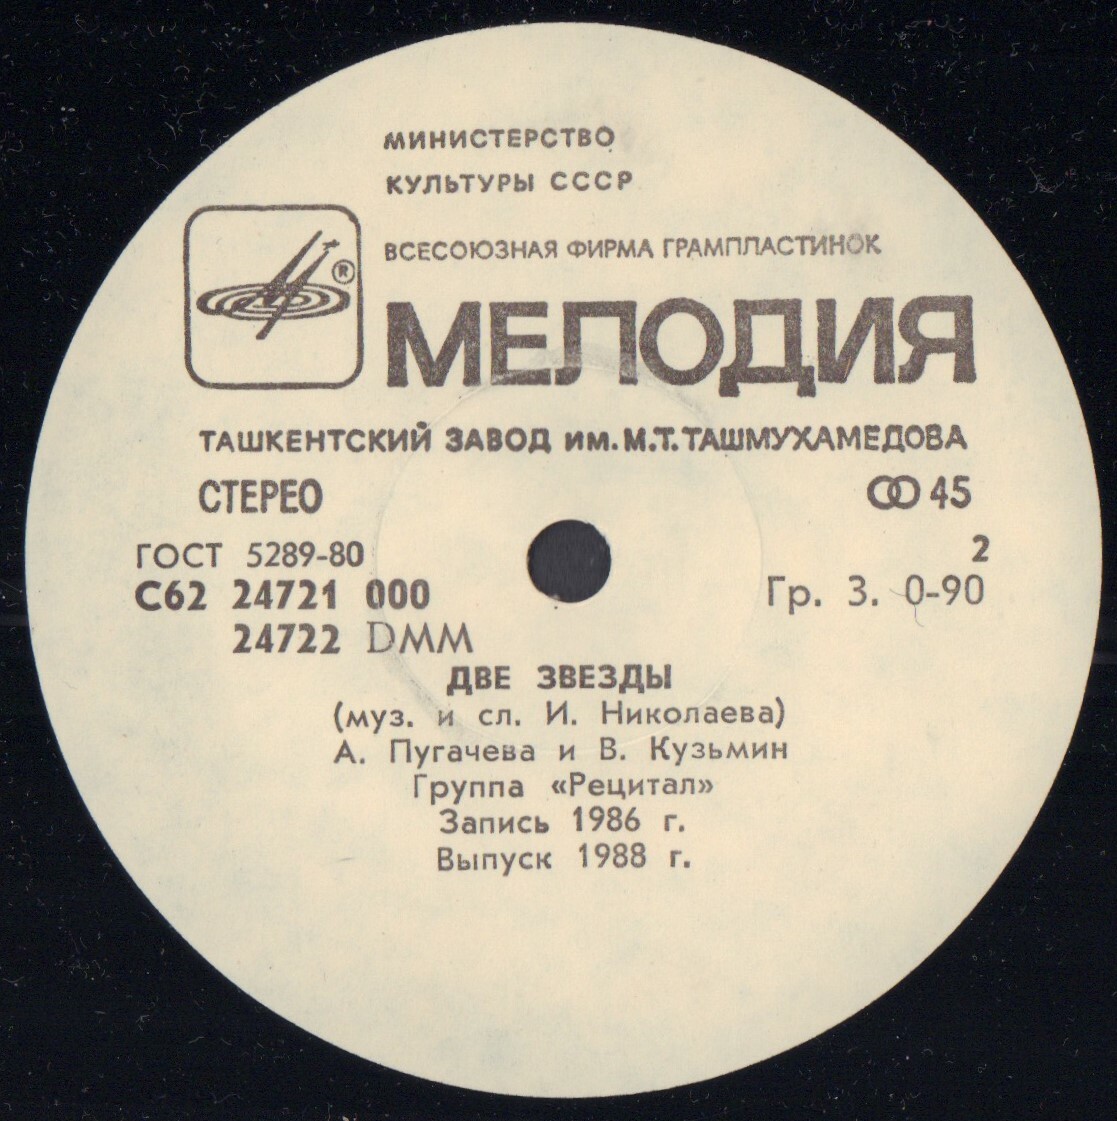 МИНИСТЕРСТВО
КУЛЬТУРЫ СССР
ВСЕСОЮЗНАЯ ФИРМА ГРАМПЛАСТИНОК
®
МЕЛОДИЯ
ТАШКЕНТСКИЙ ЗАВОД им. М.Т. ТАШМУХАМЕДОВА
СТЕРЕО 45
ГОСТ 5289-80 2
С62 24721 000 Гр. 3. 0-90
24722 DMM
ДВЕ ЗВЕЗДЫ
(муз. и сл. И. Николаева)
А. Пугачева и В. Кузьмин
Группа «Рецитал»
Запись 1986 г.
Выпуск 1988 г.